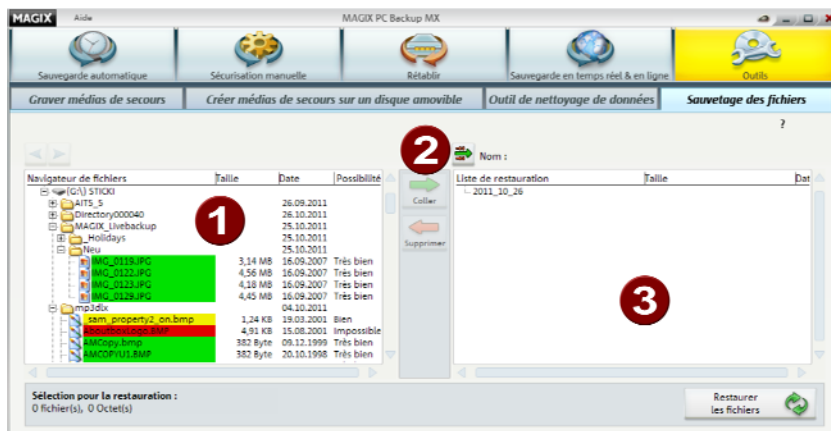 MAGIX Aide MAGIX PC Backup MX
Sauvegarde automatique Sécurisation manuelle Rétablir Sauvegarde en temps réel & en ligne Outils
Graver médias de secours Créer médias de secours sur un disque amovible Outil de nettoyage de données Sauvetage des fichiers
?
2 Nom :
Navigateur de fichiers Taille Date Possibilité Liste de restauration Taille Dat
(G:\) STICKI 2011_10_26
AIT5_5 26.09.2011 Coller
Directory000040 26.10.2011
1
MAGIX_Livebackup 25.10.2011
_Holidays 25.10.2011 Supprimer
Neu 25.10.2011
IMG_0119.JPG 3,14 MB 16.09.2007 Très bien
IMG_0122.JPG 4,56 MB 16.09.2007 Très bien
IMG_0123.JPG 4,18 MB 16.09.2007 Très bien
3
IMG_0129.JPG 4,45 MB 16.09.2007 Très bien
mp3dlx 04.10.2011
_sam_property2_on.bmp 1,24 KB 19.03.2001 Bien
AboutboxLogo.BMP 4,91 KB 15.08.2001 Impossible
AMCopy.bmp 382 Byte 09.12.1999 Très bien
AMCOPYU1.BMP 382 Byte 20.10.1998 Très bien
Sélection pour la restauration :
0 fichier(s), 0 Octet(s)
Restaurer
les fichiers